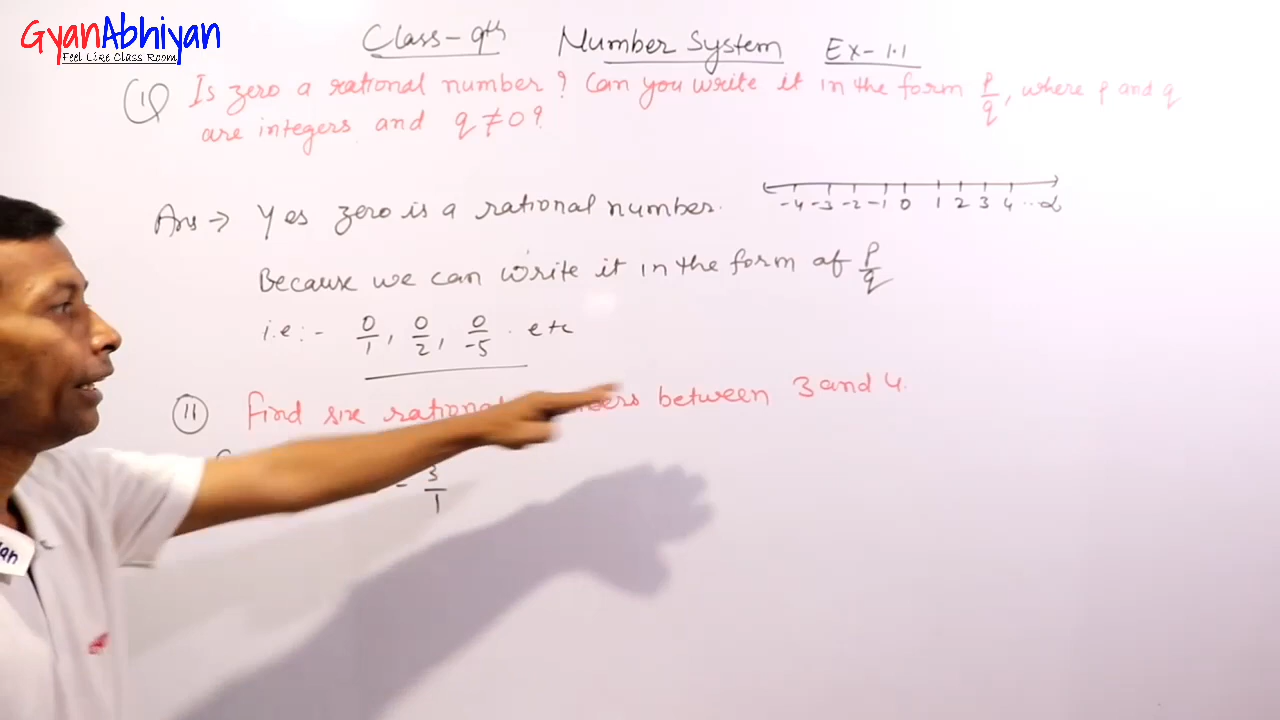 GyanAbhiyan
Feel Like Class Room
Class-9th Number System Ex-1.1
(1) Is zero a rational number? Can you write it in the form p/q, where p and q
are integers and q≠0?
Ans → Yes zero is a rational number.
-4 -3 -2 -1 0 1 2 3 4 ...α
Because we can write it in the form of p/q
i.e:- 0/1, 0/2, 0/-5 . etc
(11) find six rational between 3 and 4.
- 3/1